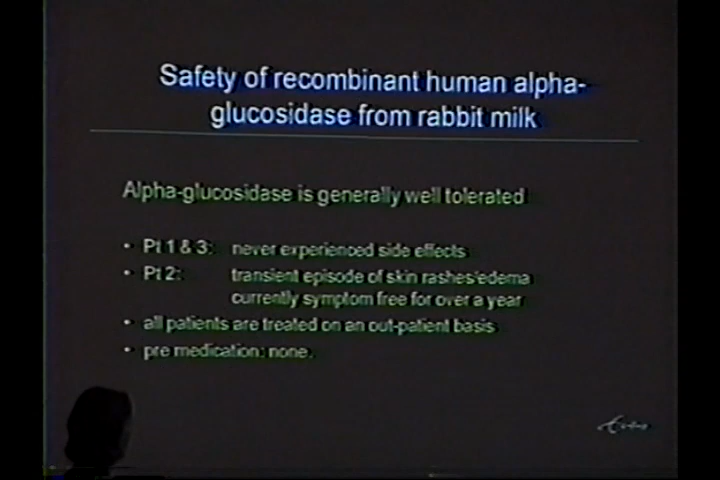 Safety of recombinant human alpha-
glucosidase from rabbit milk
Alpha-glucosidase is generally well tolerated
• Pt 1 & 3: never experienced side effects
• Pt 2: transient episode of skin rashes/edema
currently symptom free for over a year
• all patients are treated on an out-patient basis
• pre medication: none.